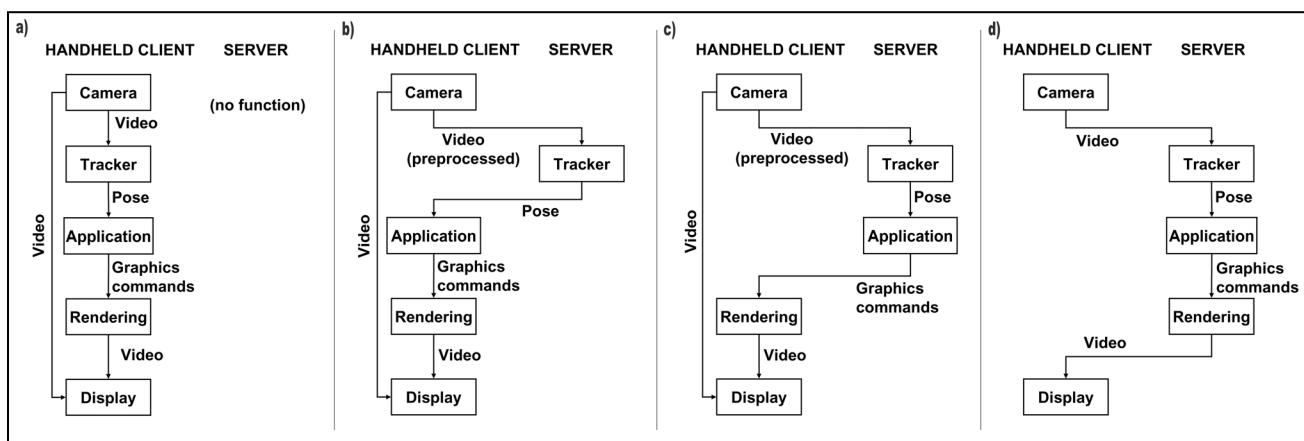 a)
HANDHELD CLIENT
SERVER
Camera
(no function)
Video
Tracker
Pose
Video
Application
Graphics
commands
Rendering
Video
Display
b)
HANDHELD CLIENT
SERVER
Camera
Video
(preprocessed)
Tracker
Pose
Video
Application
Graphics
commands
Rendering
Video
Display
c)
HANDHELD CLIENT
SERVER
Camera
Video
(preprocessed)
Tracker
Pose
Video
Application
Graphics
commands
Rendering
Video
Display
d)
HANDHELD CLIENT
SERVER
Camera
Video
Tracker
Pose
Application
Graphics
commands
Rendering
Video
Display